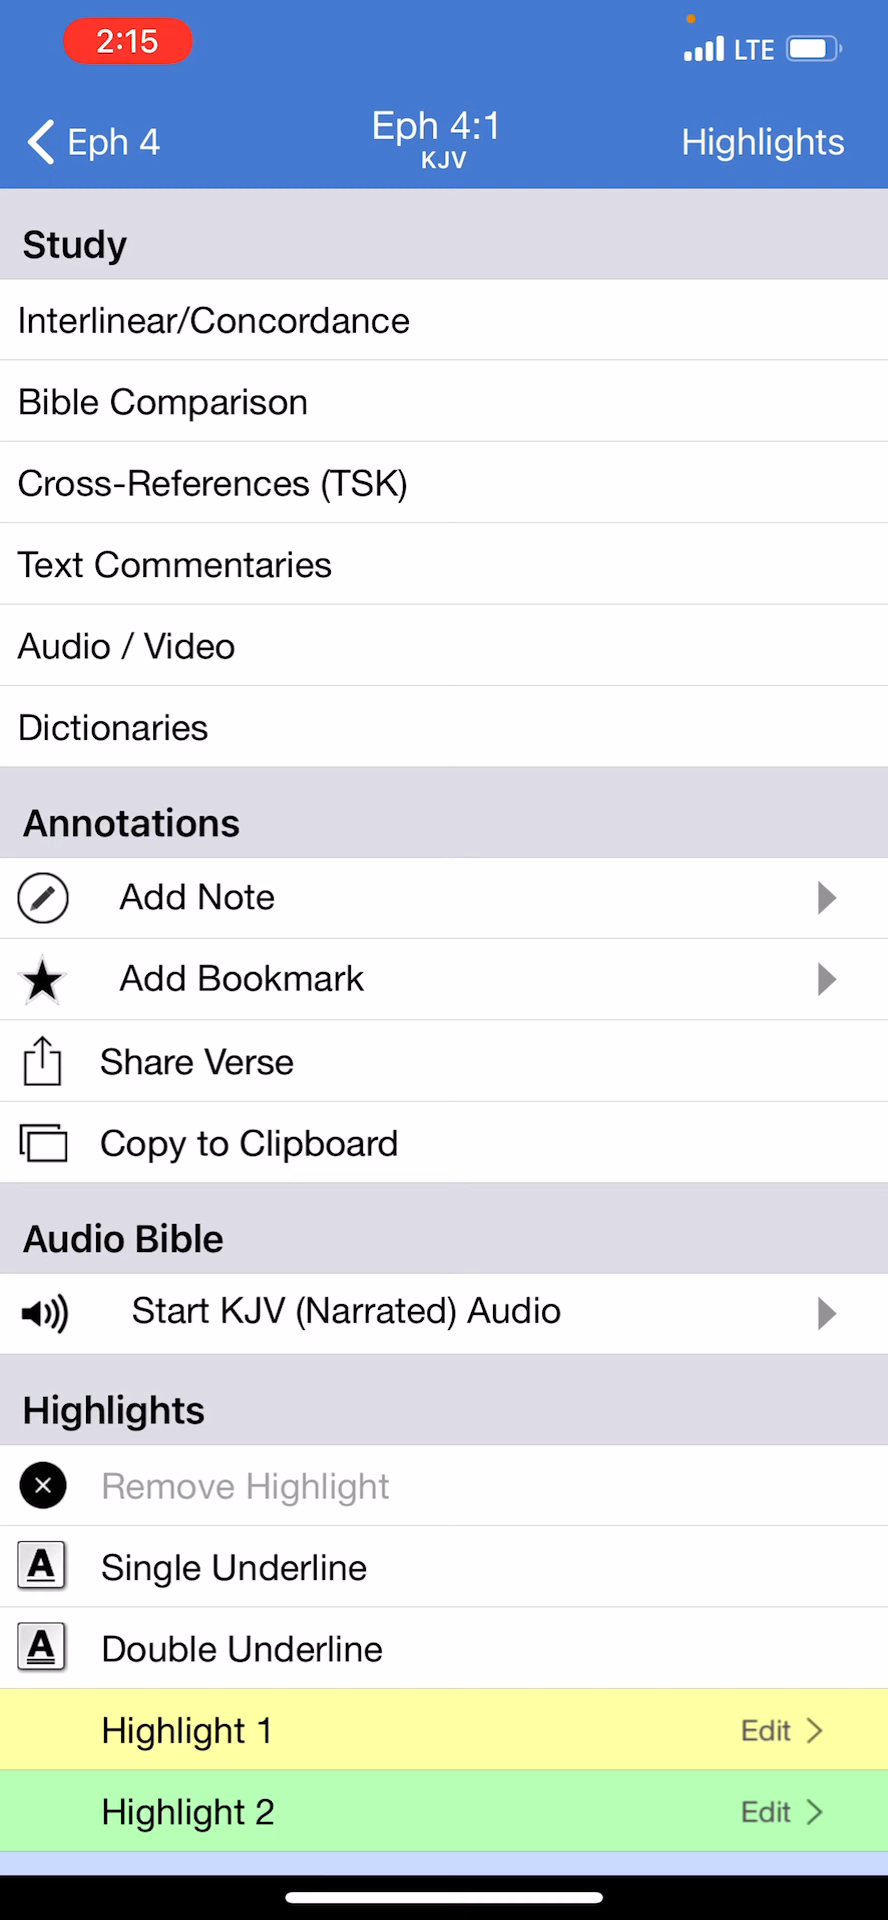 2:15
LTE
Eph 4
Eph 4:1
KJV
Highlights
Study
Interlinear/Concordance
Bible Comparison
Cross-References (TSK)
Text Commentaries
Audio / Video
Dictionaries
Annotations
Add Note
Add Bookmark
Share Verse
Copy to Clipboard
Audio Bible
Start KJV (Narrated) Audio
Highlights
Remove Highlight
A Single Underline
A Double Underline
Highlight 1 Edit
Highlight 2 Edit